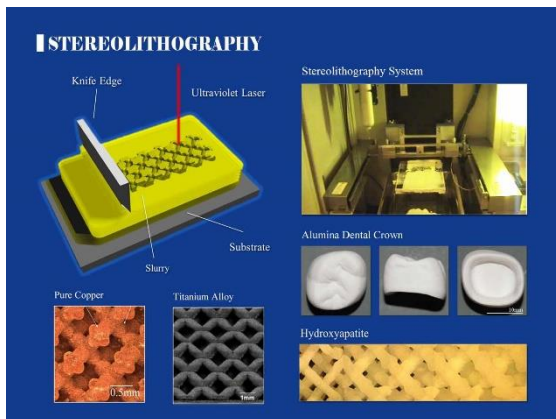 STEREOLITHOGRAPHY
Knife Edge
Ultraviolet Laser
Substrate
Slurry
Stereolithography System
Alumina Dental Crown
Pure Copper
0.5mm
Titanium Alloy
1mm
Hydroxyapatite